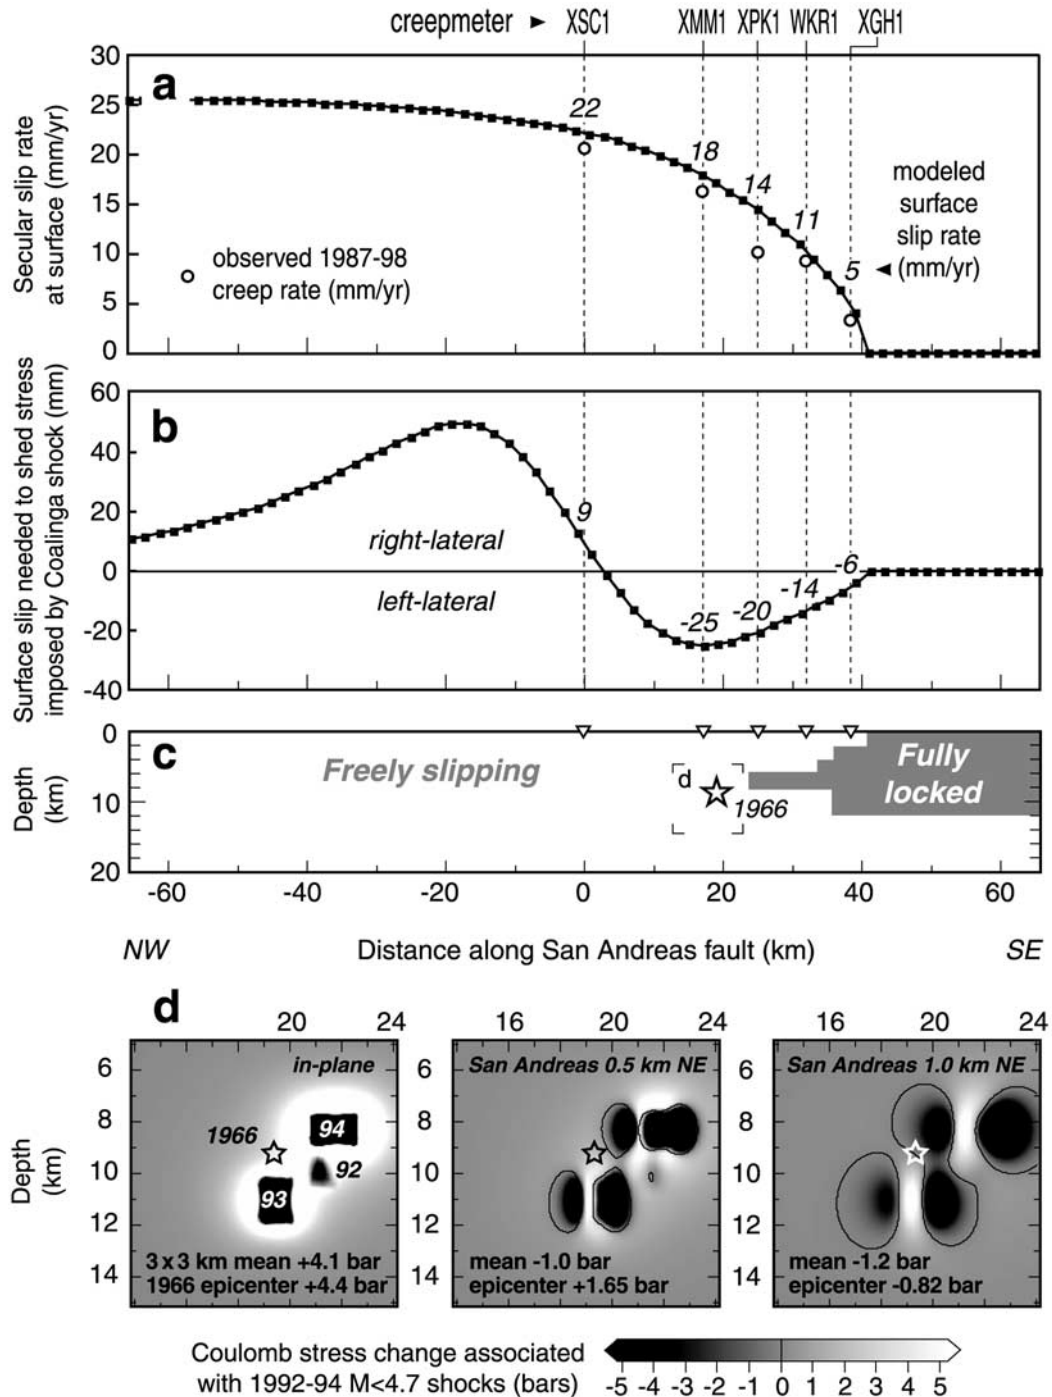 creepmeter ► XSC1 XMM1 XPK1 WKR1 XGH1
a
Secular slip rate
at surface (mm/yr)
30
25
20
15
10
5
0
22
18
14
11
5
observed 1987-98
creep rate (mm/yr)
modeled
surface
slip rate
◄ (mm/yr)
b
Surface slip needed to shed stress
imposed by Coalinga shock (mm)
60
40
20
0
-20
-40
right-lateral
left-lateral
9
-25
-20
-14
-6
c
Depth
(km)
0
10
20
Freely slipping
d
1966
Fully
locked
-60 -40 -20 0 20 40 60
NW Distance along San Andreas fault (km) SE
d
20 24
16 20 24
16 20 24
Depth
(km)
6
8
10
12
14
in-plane
1966
94
92
93
3 x 3 km mean +4.1 bar
1966 epicenter +4.4 bar
6
8
10
12
14
San Andreas 0.5 km NE
mean -1.0 bar
epicenter +1.65 bar
6
8
10
12
14
San Andreas 1.0 km NE
mean -1.2 bar
epicenter -0.82 bar
Coulomb stress change associated
with 1992-94 M<4.7 shocks (bars)
-5 -4 -3 -2 -1 0 1 2 3 4 5